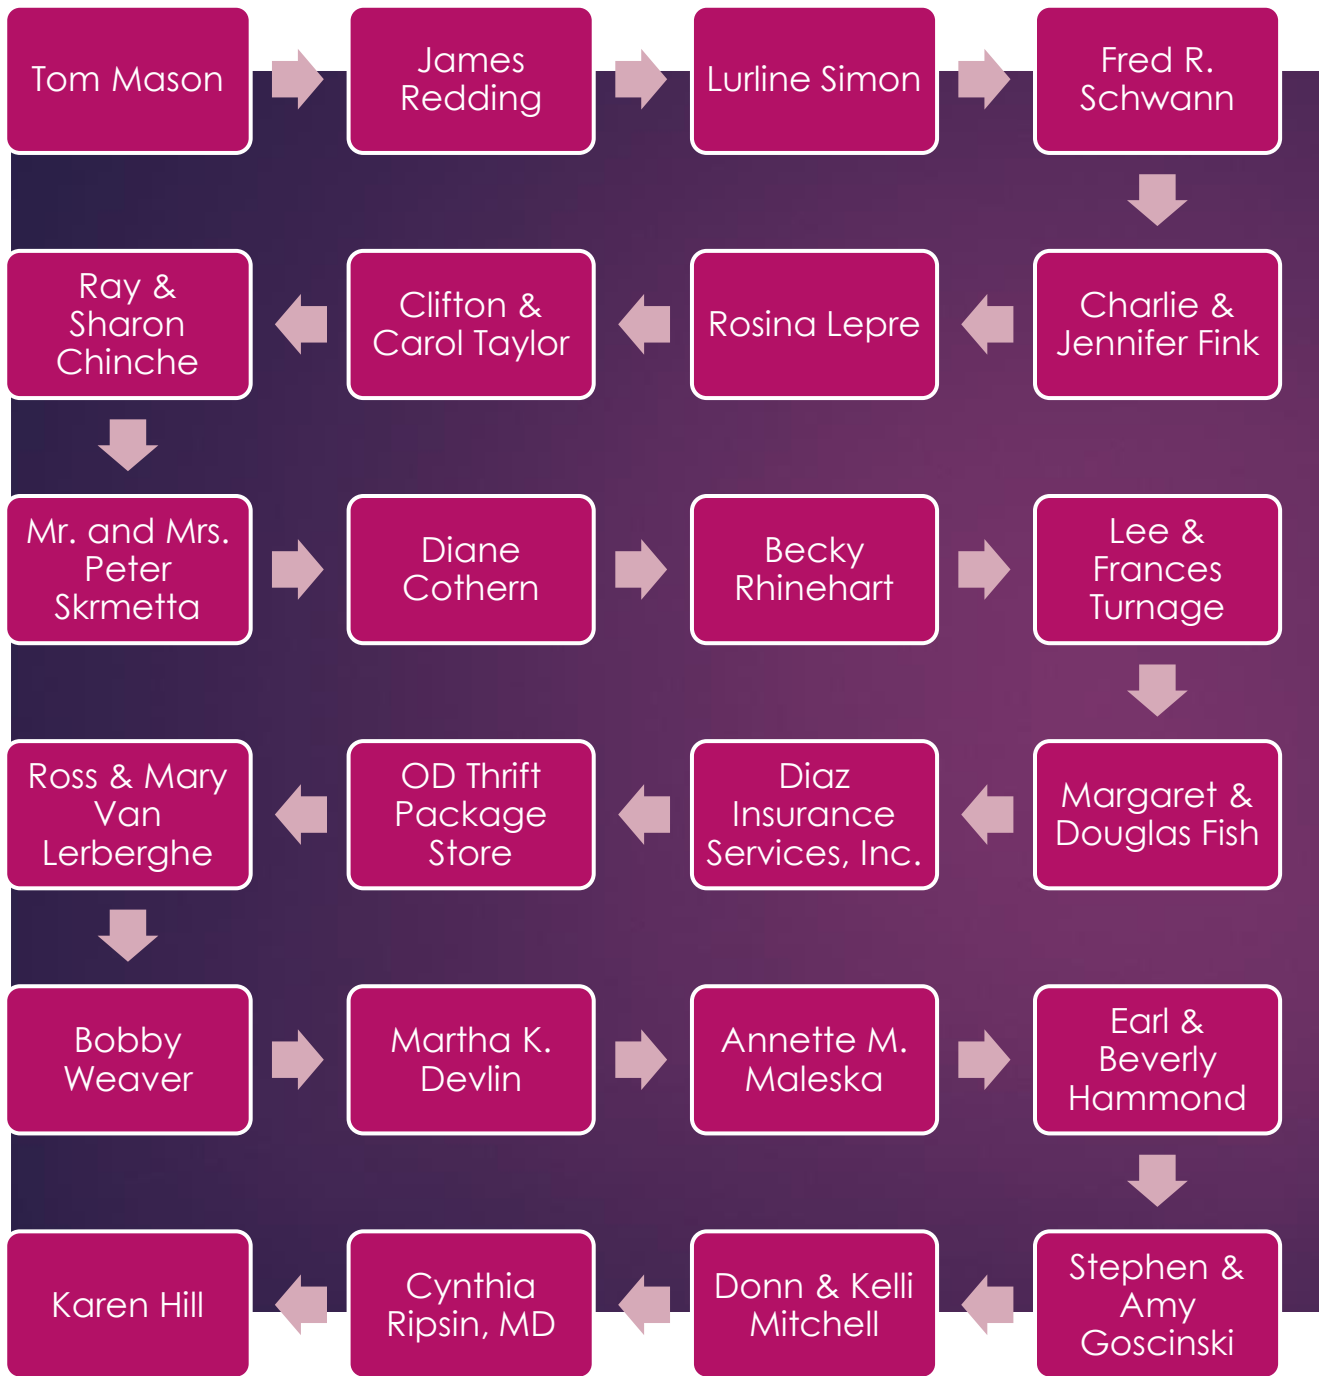 Tom Mason
James
Redding
Lurline Simon
Fred R.
Schwann
Charlie &
Jennifer Fink
Rosina Lepre
Clifton &
Carol Taylor
Ray &
Sharon
Chinche
Mr. and Mrs.
Peter
Skrmetta
Diane
Cothern
Becky
Rhinehart
Lee &
Frances
Turnage
Margaret &
Douglas Fish
Diaz
Insurance
Services, Inc.
OD Thrift
Package
Store
Ross & Mary
Van
Lerberghe
Bobby
Weaver
Martha K.
Devlin
Annette M.
Maleska
Earl &
Beverly
Hammond
Stephen &
Amy
Goscinski
Donn & Kelli
Mitchell
Cynthia
Ripsin, MD
Karen Hill